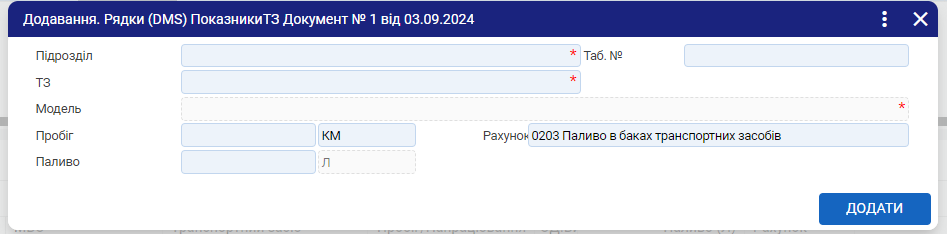 Додавання. Рядки (DMS) ПоказникиТЗ Документ № 1 від 03.09.2024
Підрозділ * Таб. №
ТЗ *
Модель *
Пробіг КМ Рахунок 0203 Паливо в баках транспортних засобів
Паливо Л
ДОДАТИ